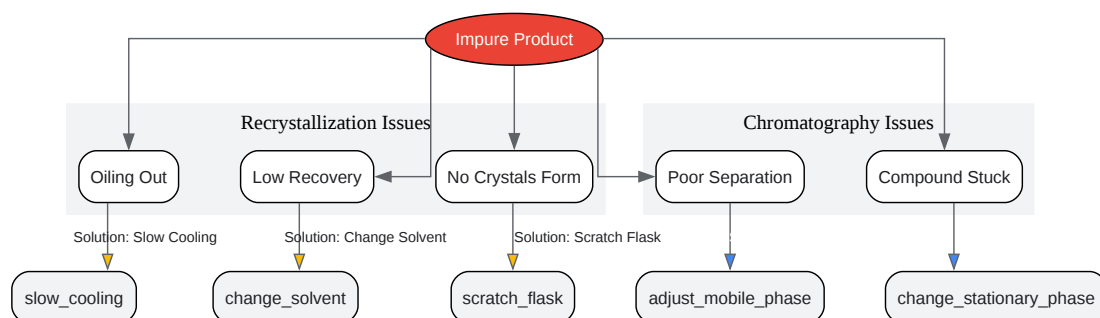 Impure Product
Recrystallization Issues
Chromatography Issues
Oiling Out
Low Recovery
No Crystals Form
Poor Separation
Compound Stuck
Solution: Slow Cooling
Solution: Change Solvent
Solution: Scratch Flask
slow_cooling
change_solvent
scratch_flask
adjust_mobile_phase
change_stationary_phase